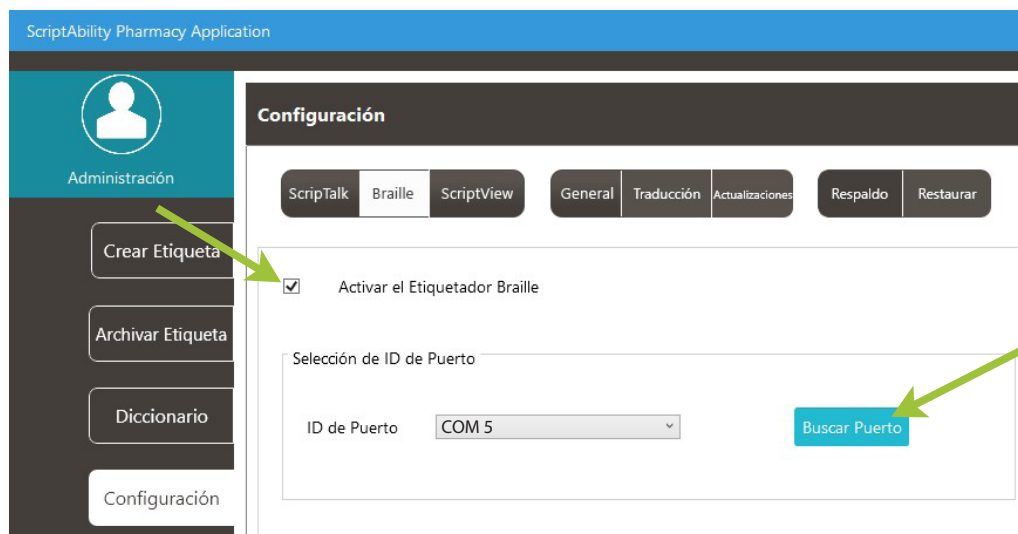 ScriptAbility Pharmacy Application
Administración
Crear Etiqueta
Archivar Etiqueta
Diccionario
Configuración
Configuración
ScripTalk Braille ScriptView General Traducción Actualizaciones Respaldo Restaurar
Activar el Etiquetador Braille
Selección de ID de Puerto
ID de Puerto COM 5 Buscar Puerto